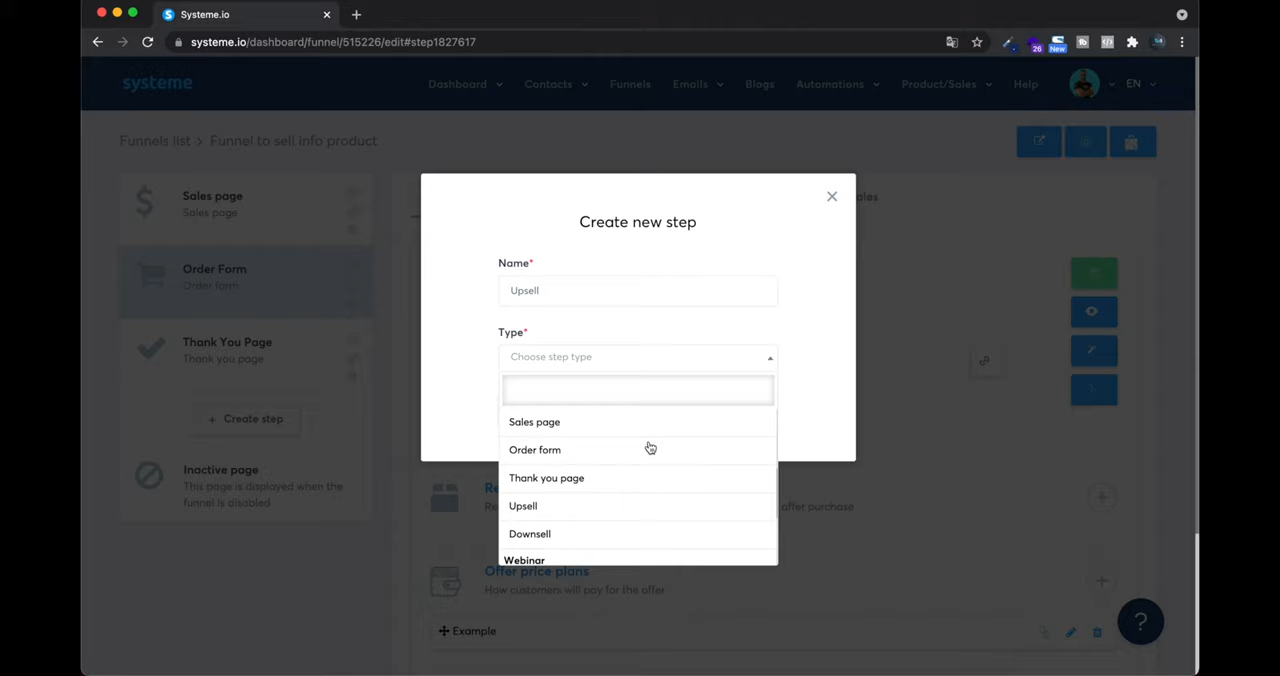 Systeme.io
systeme.io/dashboard/funnel/515226/edit#step1827617
26
New
systeme
Dashboard
Contacts
Funnels
Emails
Blogs
Automations
Product/Sales
Help
EN
Funnels list > Funnel to sell info product
Sales page
Sales page
Order Form
Order form
Thank You Page
Thank you page
+ Create step
Inactive page
This page is displayed when the
funnel is disabled
Create new step
Name*
Upsell
Type*
Choose step type
Sales page
Order form
Thank you page
Upsell
Downsell
Webinar
offer purchase
Offer price plans
How customers will pay for the offer
Example
?